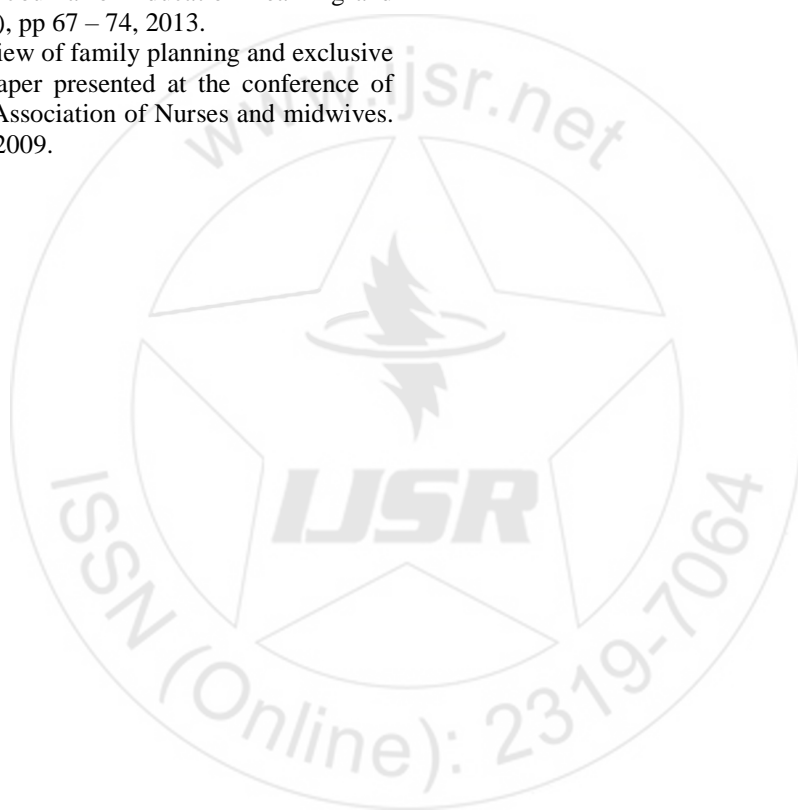 ), pp 67 – 74, 2013.
view of family planning and exclusive
aper presented at the conference of
Association of Nurses and midwives.
2009.
www.ijsr.net
IJSR
ISSN (Online): 2319-7064